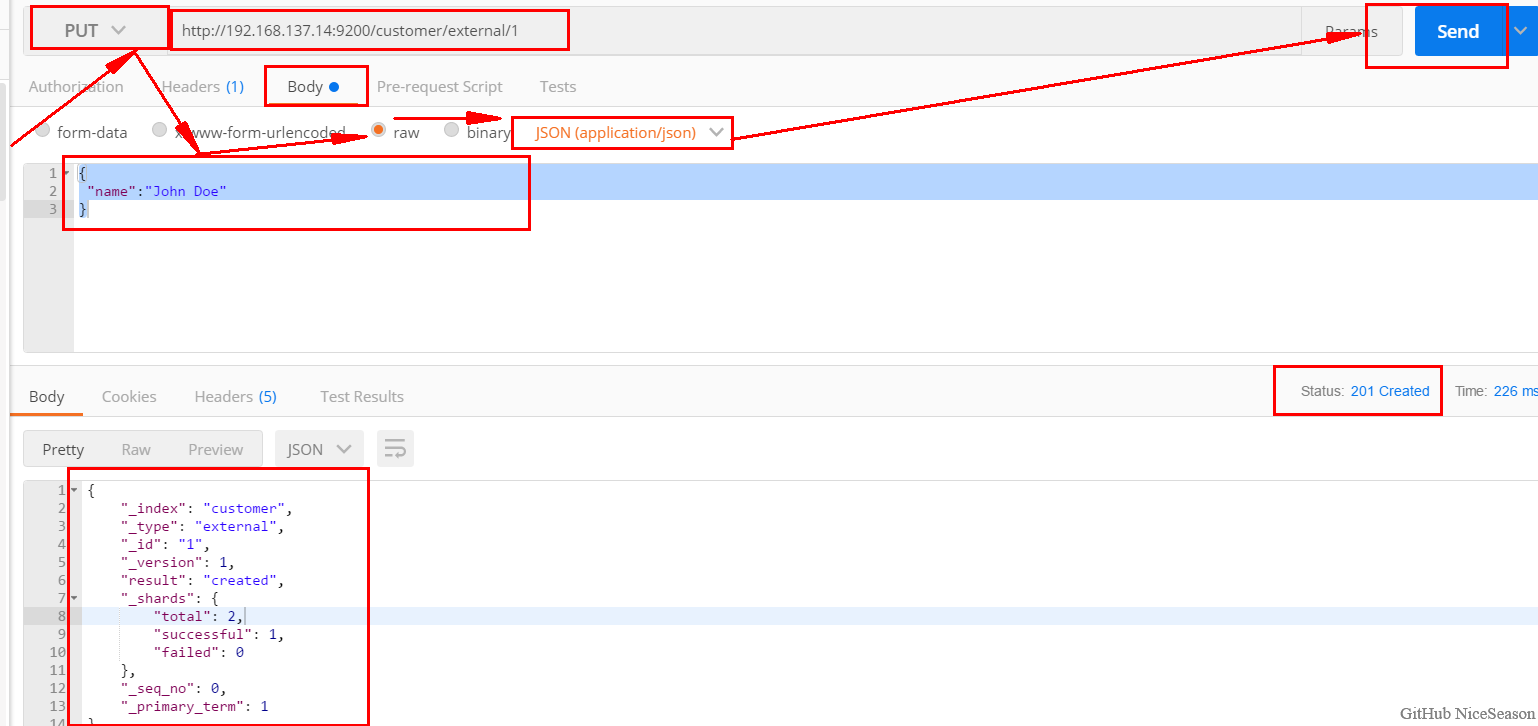 PUT http://192.168.137.14:9200/customer/external/1 Params Send
Authorization Headers (1) Body Pre-request Script Tests
form-data x-www-form-urlencoded raw binary JSON (application/json)
1 {
2 "name":"John Doe"
3 }
Body Cookies Headers (5) Test Results Status: 201 Created Time: 226 ms
Pretty Raw Preview JSON
1 {
2 "_index": "customer",
3 "_type": "external",
4 "_id": "1",
5 "_version": 1,
6 "result": "created",
7 "_shards": {
8 "total": 2,
9 "successful": 1,
10 "failed": 0
11 },
12 "_seq_no": 0,
13 "_primary_term": 1
14 }
GitHub NiceSeason